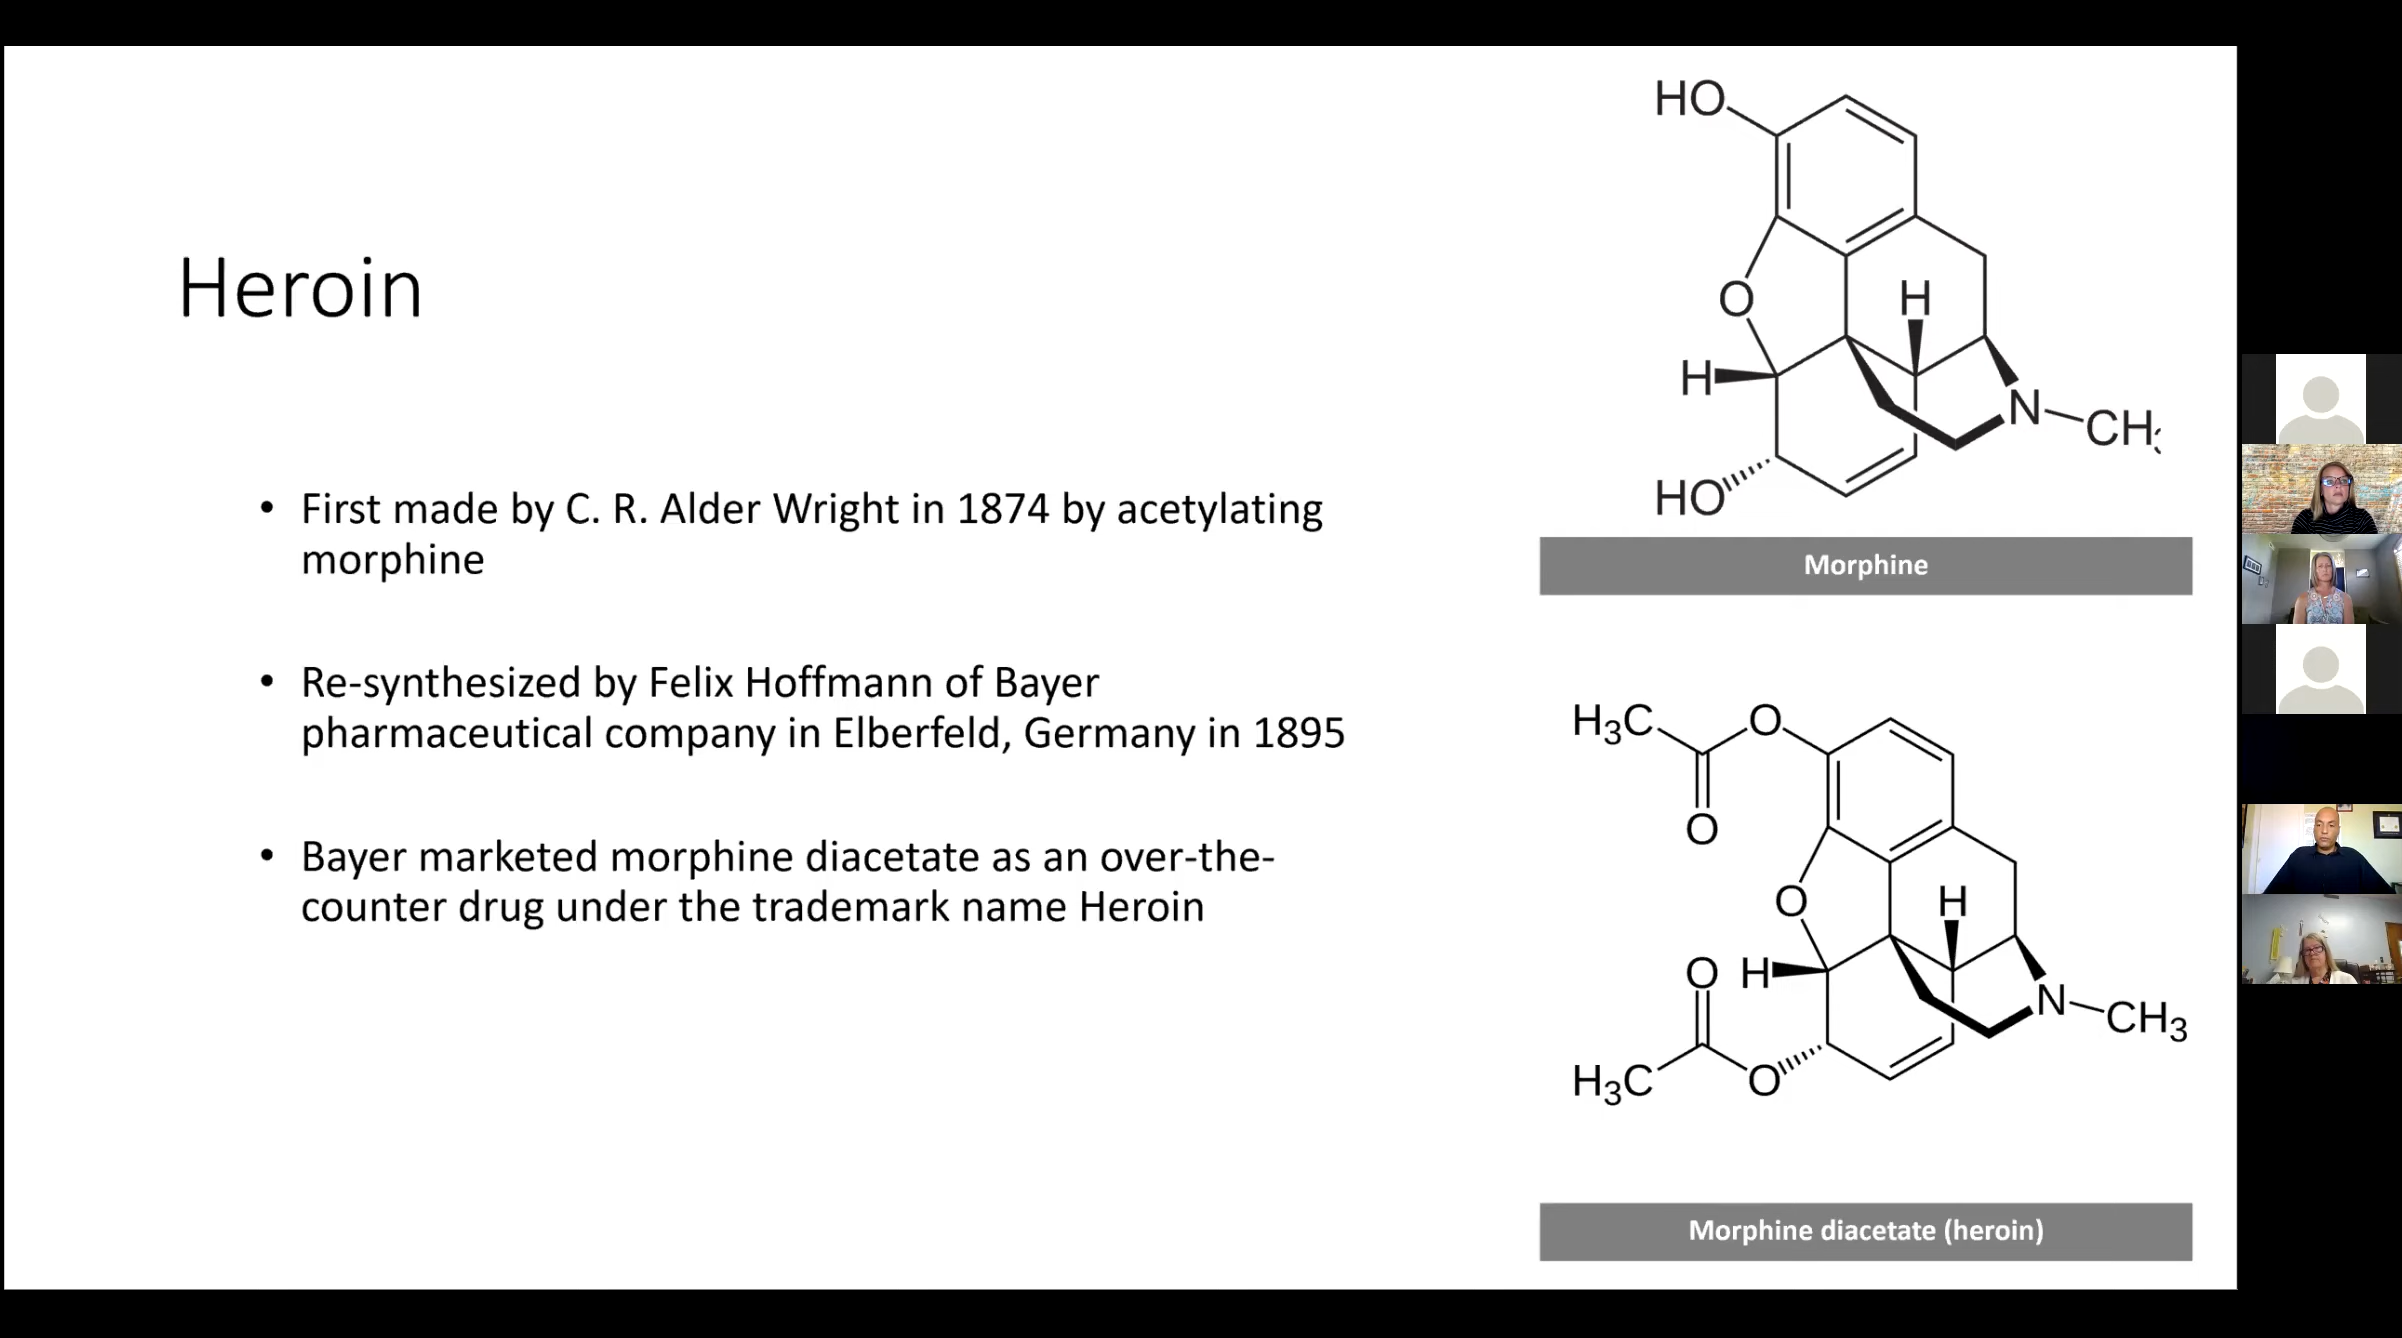 Heroin
• First made by C. R. Alder Wright in 1874 by acetylating
morphine
• Re-synthesized by Felix Hoffmann of Bayer
pharmaceutical company in Elberfeld, Germany in 1895
• Bayer marketed morphine diacetate as an over-the-
counter drug under the trademark name Heroin
HO
O
H
H
N
CH
HO
Morphine
H3C
O
O
O
H
O
H
N
CH3
H3C
O
Morphine diacetate (heroin)